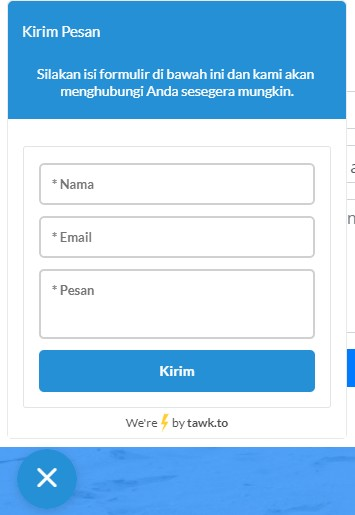 Kirim Pesan
Silakan isi formulir di bawah ini dan kami akan
menghubungi Anda sesegera mungkin.
* Nama
* Email
* Pesan
Kirim
We're ⚡ by tawk.to